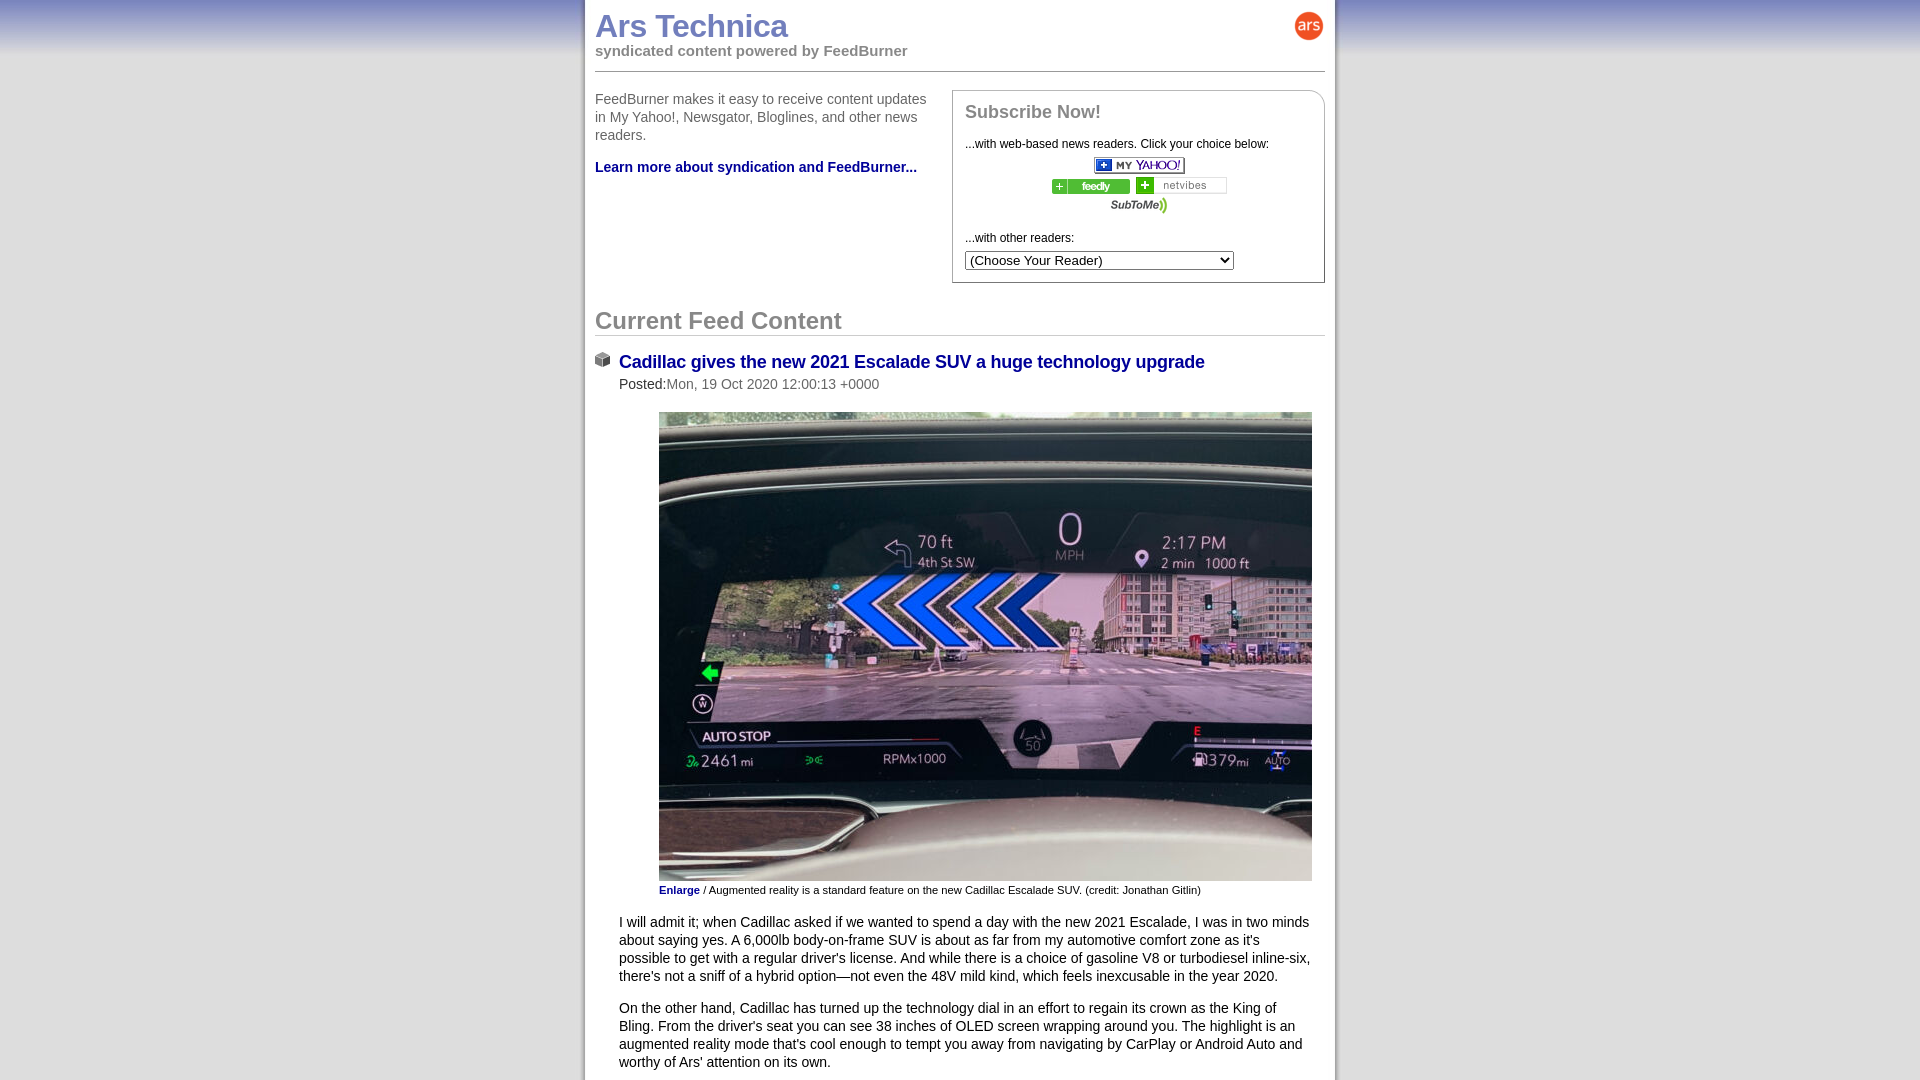 Ars Technica
ars
syndicated content powered by FeedBurner
FeedBurner makes it easy to receive content updates
in My Yahoo!, Newsgator, Bloglines, and other news
readers.
Learn more about syndication and FeedBurner...
Subscribe Now!
...with web-based news readers. Click your choice below:
MY YAHOO!
feedly
netvibes
SubToMe
...with other readers:
(Choose Your Reader)
Current Feed Content
Cadillac gives the new 2021 Escalade SUV a huge technology upgrade
Posted:Mon, 19 Oct 2020 12:00:13 +0000
70 ft
4th St SW
0
MPH
2:17 PM
2 min 1000 ft
W
AUTO STOP
2461 mi
RPMx1000
50
E
379mi
AUTO
Enlarge / Augmented reality is a standard feature on the new Cadillac Escalade SUV. (credit: Jonathan Gitlin)
I will admit it; when Cadillac asked if we wanted to spend a day with the new 2021 Escalade, I was in two minds
about saying yes. A 6,000lb body-on-frame SUV is about as far from my automotive comfort zone as it's
possible to get with a regular driver's license. And while there is a choice of gasoline V8 or turbodiesel inline-six,
there's not a sniff of a hybrid option—not even the 48V mild kind, which feels inexcusable in the year 2020.
On the other hand, Cadillac has turned up the technology dial in an effort to regain its crown as the King of
Bling. From the driver's seat you can see 38 inches of OLED screen wrapping around you. The highlight is an
augmented reality mode that's cool enough to tempt you away from navigating by CarPlay or Android Auto and
worthy of Ars' attention on its own.